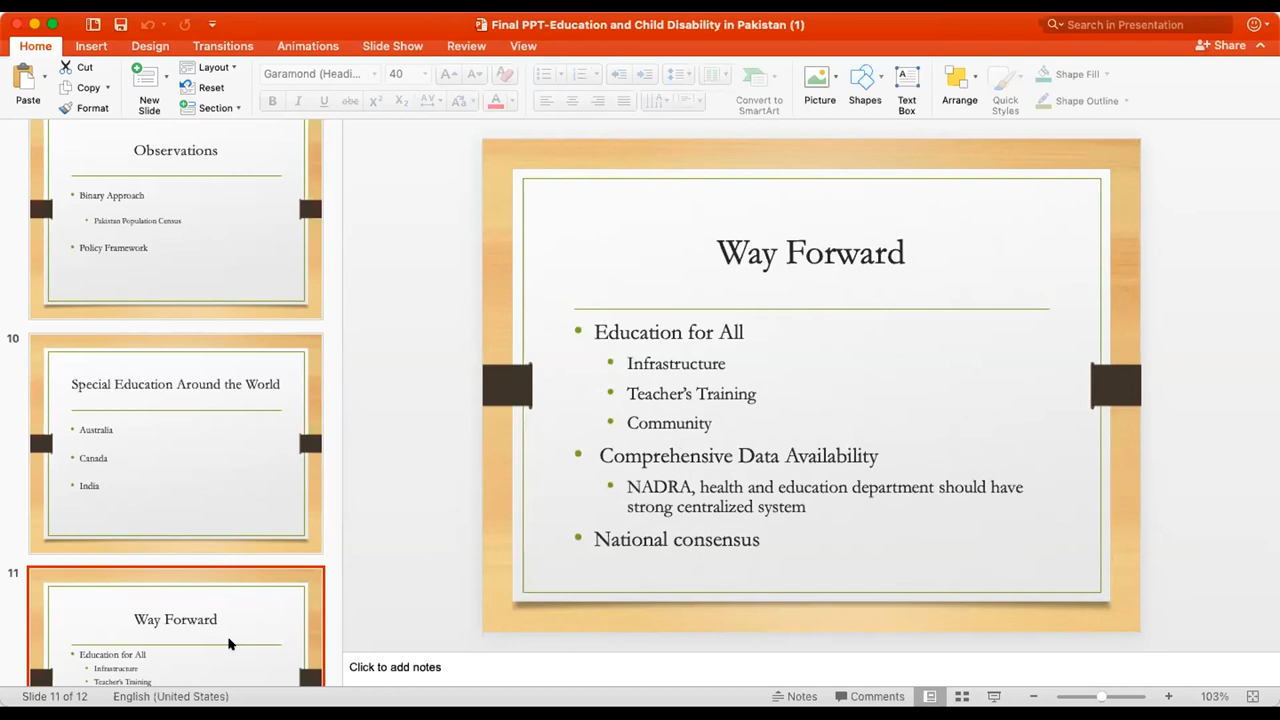 Final PPT-Education and Child Disability in Pakistan (1)
Search in Presentation
Home Insert Design Transitions Animations Slide Show Review View
Share
Paste
Cut
Copy
Format
New
Slide
Layout
Reset
Section
Garamond (Headi...
40
Convert to
SmartArt
Picture
Shapes
Text
Box
Arrange
Quick
Styles
Shape Fill
Shape Outline
Observations
• Binary Approach
• Pakistan Population Census
• Policy Framework
10
Special Education Around the World
• Australia
• Canada
• India
11
Way Forward
• Education for All
• Infrastructure
• Teacher's Training
Way Forward
• Education for All
• Infrastructure
• Teacher's Training
• Community
• Comprehensive Data Availability
• NADRA, health and education department should have
strong centralized system
• National consensus
Click to add notes
Slide 11 of 12
English (United States)
Notes
Comments
103%